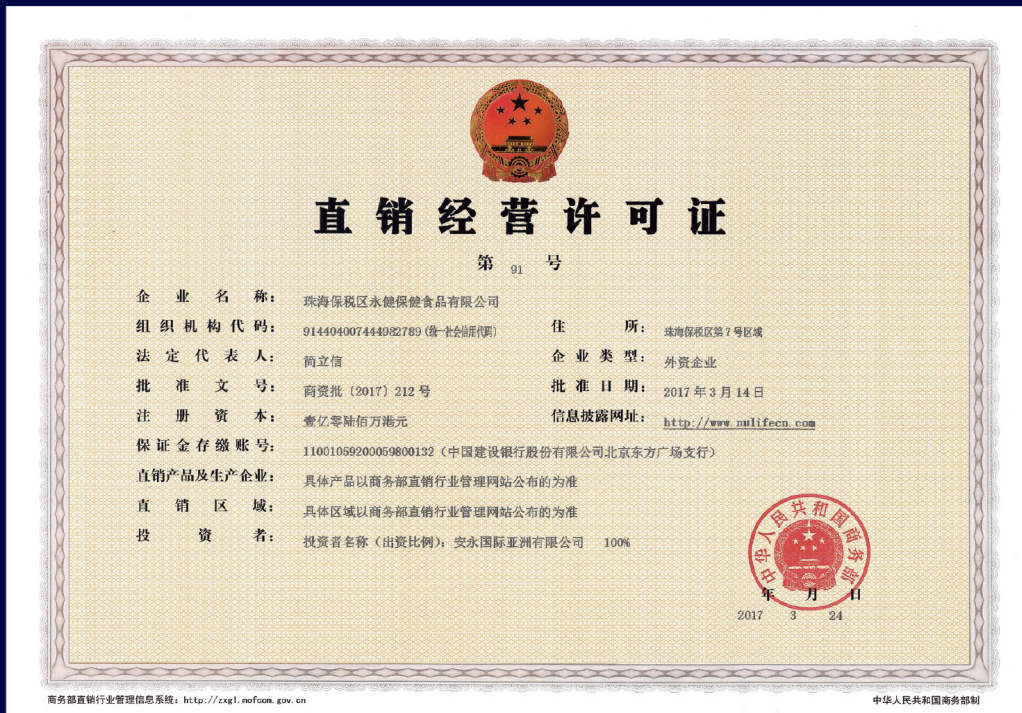 直销经营许可证
第 91 号
企业名称： 珠海保税区永健保健食品有限公司
组织机构代码： 914404007444982789（统一社会信用代码） 住所： 珠海保税区第7号区域
法定代表人： 简立信 企业类型： 外资企业
批准文号： 商资批〔2017〕212号 批准日期： 2017年3月14日
注册资本： 壹亿零陆佰万港元 信息披露网址： http://www.nulifecn.com
保证金存缴账号： 11001059200059800132（中国建设银行股份有限公司北京东方广场支行）
直销产品及生产企业： 具体产品以商务部直销行业管理网站公布的为准
直销区域： 具体区域以商务部直销行业管理网站公布的为准
投资者： 投资者名称（出资比例）：安永国际亚洲有限公司 100%
中华人民共和国商务部
年 月 日
2017 3 24
商务部直销行业管理信息系统：http://zxgl.mofcom.gov.cn 中华人民共和国商务部制